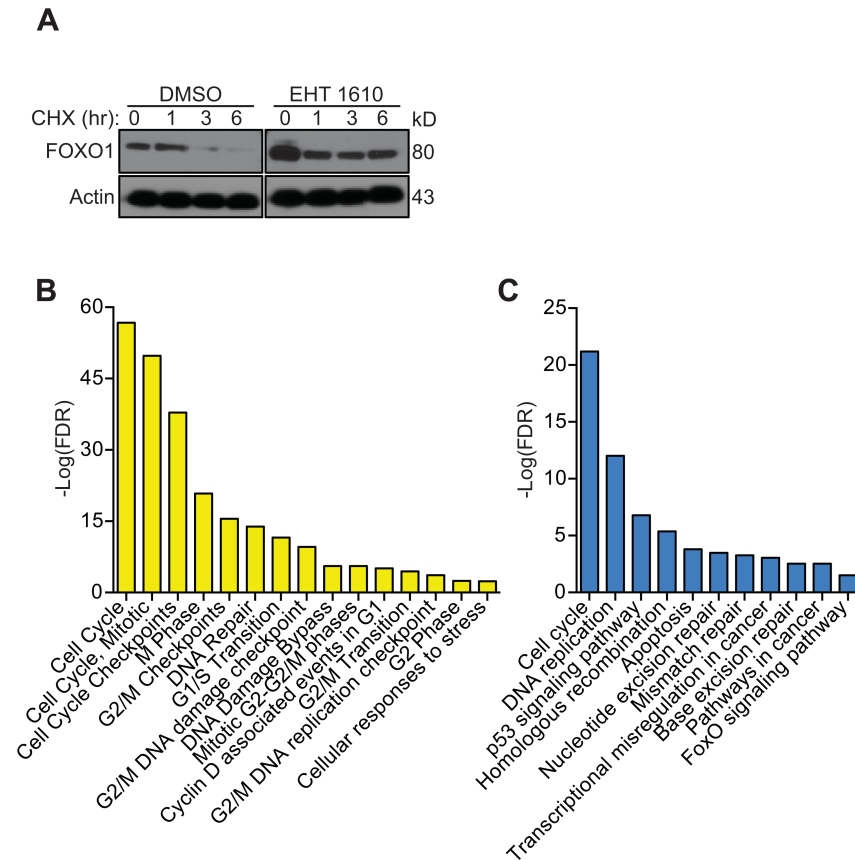 A
DMSO EHT 1610
CHX (hr): 0 1 3 6 0 1 3 6 kD
FOXO1 80
Actin 43
B
60
45
30
15
0
-Log(FDR)
Cell Cycle
Cell Cycle, Mitotic
Cell Cycle Checkpoints
M Phase
G2/M Checkpoints
DNA Repair
G1/S Transition
G2/M DNA damage checkpoint
DNA Damage Bypass
Mitotic G2-G2/M phases
Cyclin D associated events in G1
G2/M Transition
G2/M DNA replication checkpoint
G2 Phase
Cellular responses to stress
C
25
20
15
10
5
0
-Log(FDR)
Cell cycle
DNA replication
p53 signaling pathway
Homologous recombination
Apoptosis
Nucleotide excision repair
Mismatch repair
Transcriptional misregulation in cancer
Base excision repair
Pathways in cancer
FoxO signaling pathway